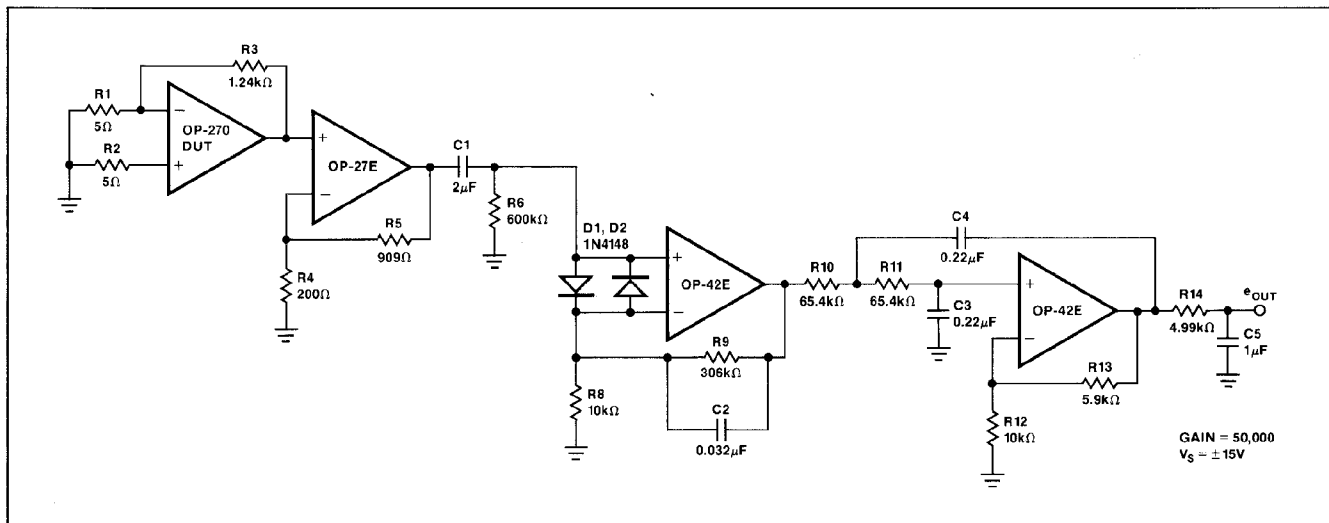 R3
1.24kΩ
R1
5Ω
−
OP-270
DUT
+
R2
5Ω
+
OP-27E
−
R5
909Ω
R4
200Ω
C1
2μF
R6
600kΩ
D1, D2
1N4148
+
OP-42E
−
R9
306kΩ
R8
10kΩ
C2
0.032μF
R10
65.4kΩ
R11
65.4kΩ
C4
0.22μF
C3
0.22μF
+
OP-42E
−
R13
5.9kΩ
R12
10kΩ
R14
4.99kΩ
eOUT
C5
1μF
GAIN = 50,000
VS = ±15V